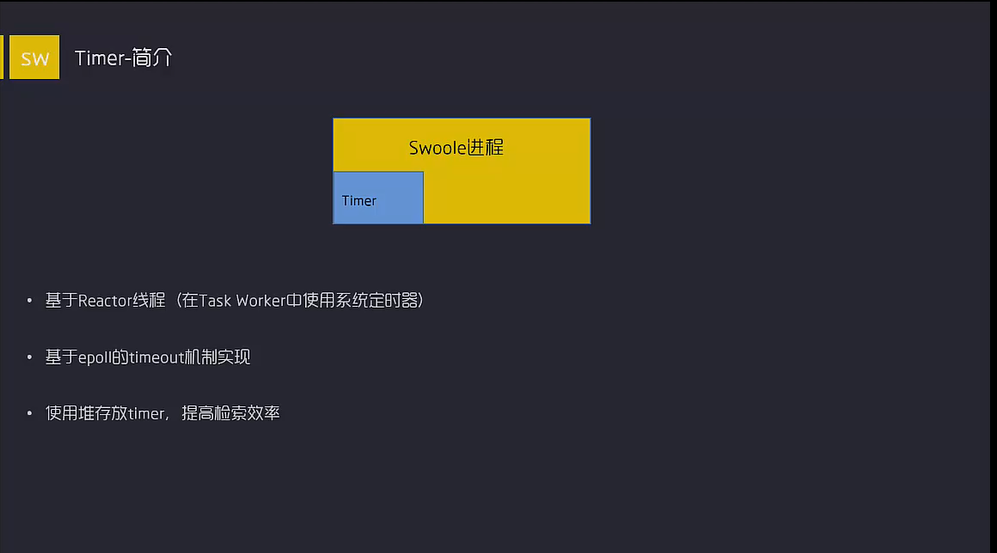 SW
Timer-简介
Swoole进程
Timer
• 基于Reactor线程（在Task Worker中使用系统定时器）
• 基于epoll的timeout机制实现
• 使用堆存放timer，提高检索效率